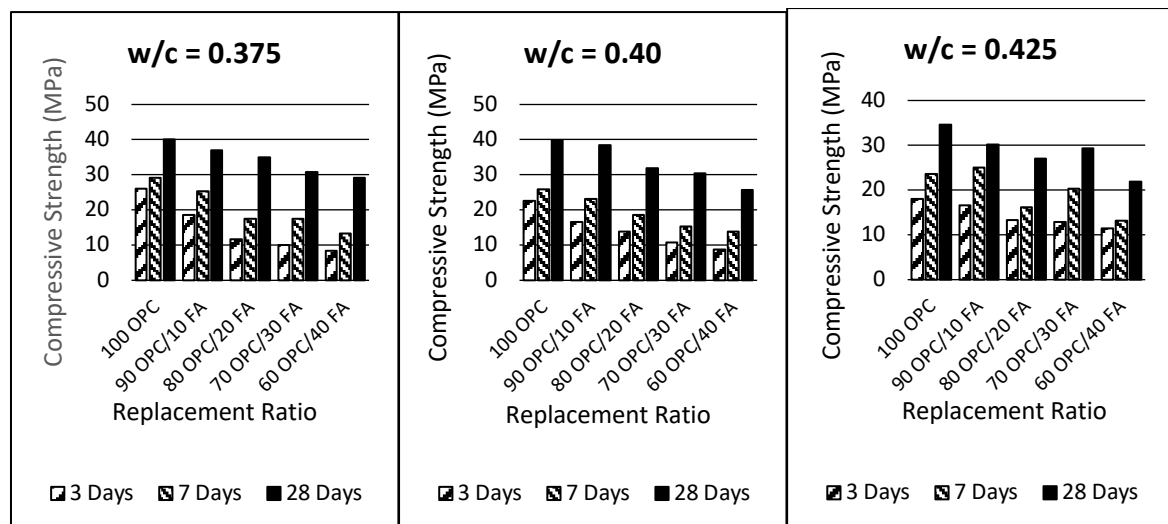 w/c = 0.375
Compressive Strength (MPa)
50
40
30
20
10
0
100 OPC
90 OPC/10 FA
80 OPC/20 FA
70 OPC/30 FA
60 OPC/40 FA
Replacement Ratio
3 Days 7 Days 28 Days
w/c = 0.40
Compressive Strength (MPa)
50
40
30
20
10
0
100 OPC
90 OPC/10 FA
80 OPC/20 FA
70 OPC/30 FA
60 OPC/40 FA
Replacement Ratio
3 Days 7 Days 28 Days
w/c = 0.425
Compressive Strength (MPa)
40
30
20
10
0
100 OPC
90 OPC/10 FA
80 OPC/20 FA
70 OPC/30 FA
60 OPC/40 FA
Replacement Ratio
3 Days 7 Days 28 Days